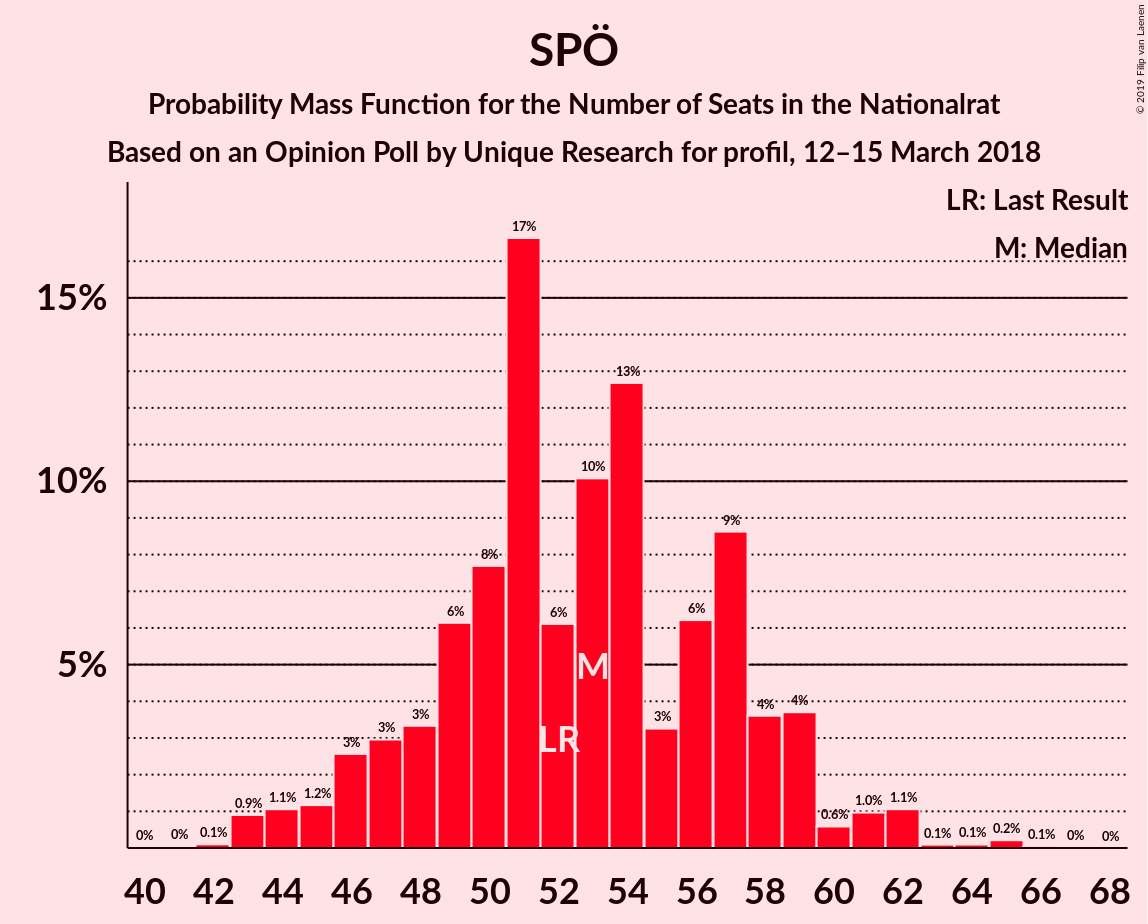 SPÖ
Probability Mass Function for the Number of Seats in the Nationalrat
Based on an Opinion Poll by Unique Research for profil, 12–15 March 2018
© 2019 Filip van Laenen
LR: Last Result
M: Median
15%
10%
5%
0% 0% 0.1% 0.9% 1.1% 1.2% 3% 3% 3% 6% 8% 17% 6% 10% 13% 3% 6% 9% 4% 4% 0.6% 1.0% 1.1% 0.1% 0.1% 0.2% 0.1% 0% 0%
M
LR
40 42 44 46 48 50 52 54 56 58 60 62 64 66 68